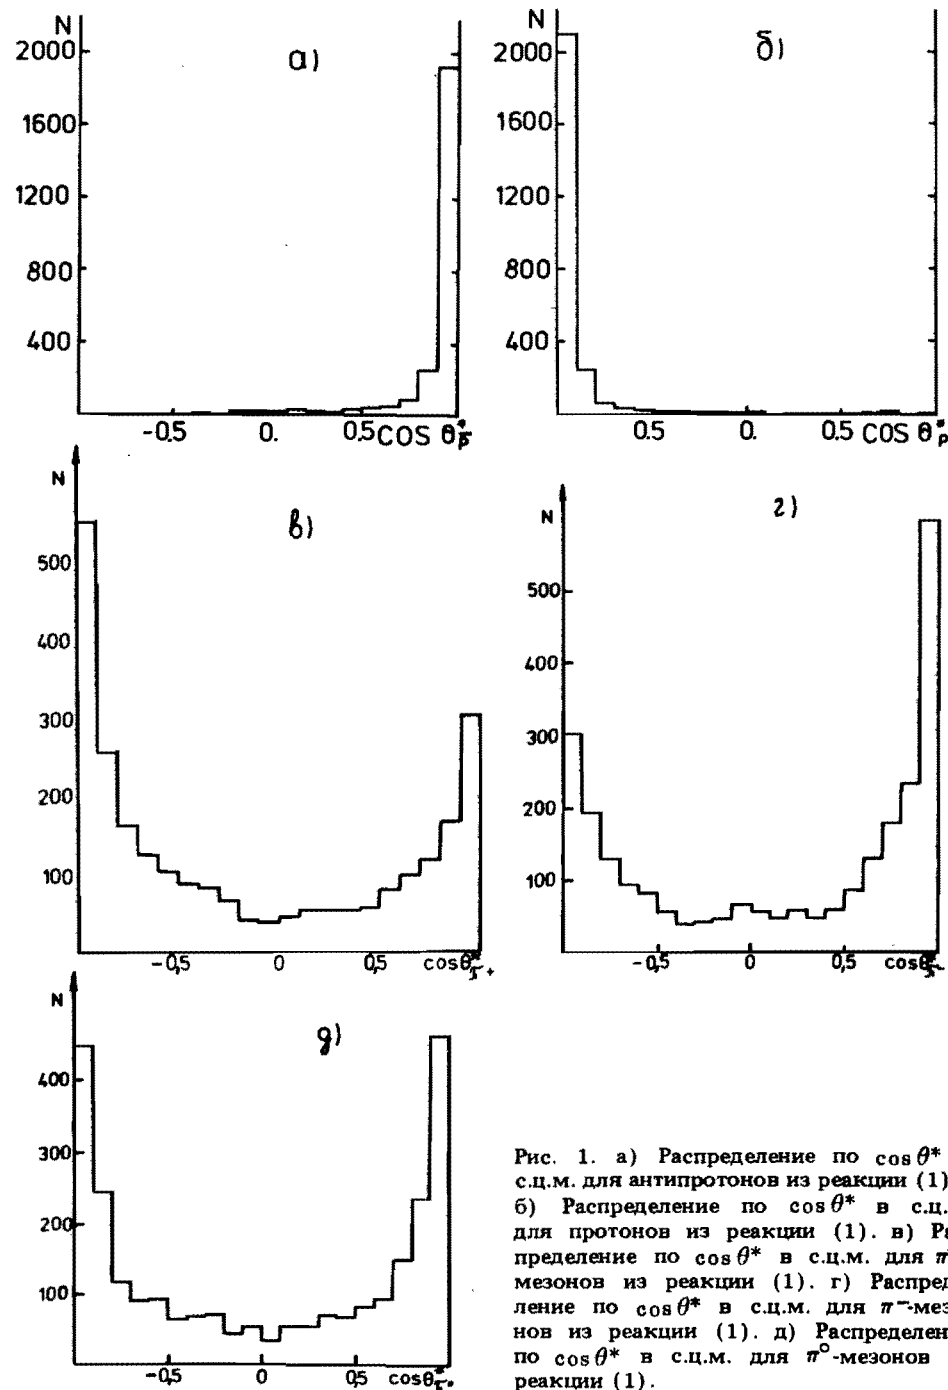 N
2000
1600
1200
800
400
а)
-0.5 0. 0.5 COS θ*p̄
N
2000
1600
1200
800
400
б)
0.5 0. 0.5 COS θ*p
N
500
400
300
200
100
в)
-0,5 0 0,5 cosθ*π+
N
500
400
300
200
100
г)
-0,5 0 0,5 cosθ*π-
N
400
300
200
100
д)
-0,5 0 0,5 cosθ*π°
Рис. 1. а) Распределение по cos θ*
с.ц.м. для антипротонов из реакции (1)
б) Распределение по cos θ* в с.ц.
для протонов из реакции (1). в) Ра
пределение по cos θ* в с.ц.м. для π
мезонов из реакции (1). г) Распред
ление по cos θ* в с.ц.м. для π⁻-мез
нов из реакции (1). д) Распределен
по cos θ* в с.ц.м. для π°-мезонов
реакции (1).